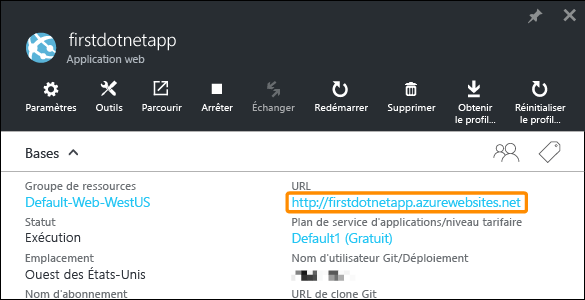 firstdotnetapp
Application web
Paramètres Outils Parcourir Arrêter Échanger Redémarrer Supprimer Obtenir le profil... Réinitialiser le profil...
Bases
Groupe de ressources
Default-Web-WestUS
URL
http://firstdotnetapp.azurewebsites.net
Statut
Exécution
Plan de service d'applications/niveau tarifaire
Default1 (Gratuit)
Emplacement
Ouest des États-Unis
Nom d'utilisateur Git/Déploiement
Nom d'abonnement
URL de clone Git